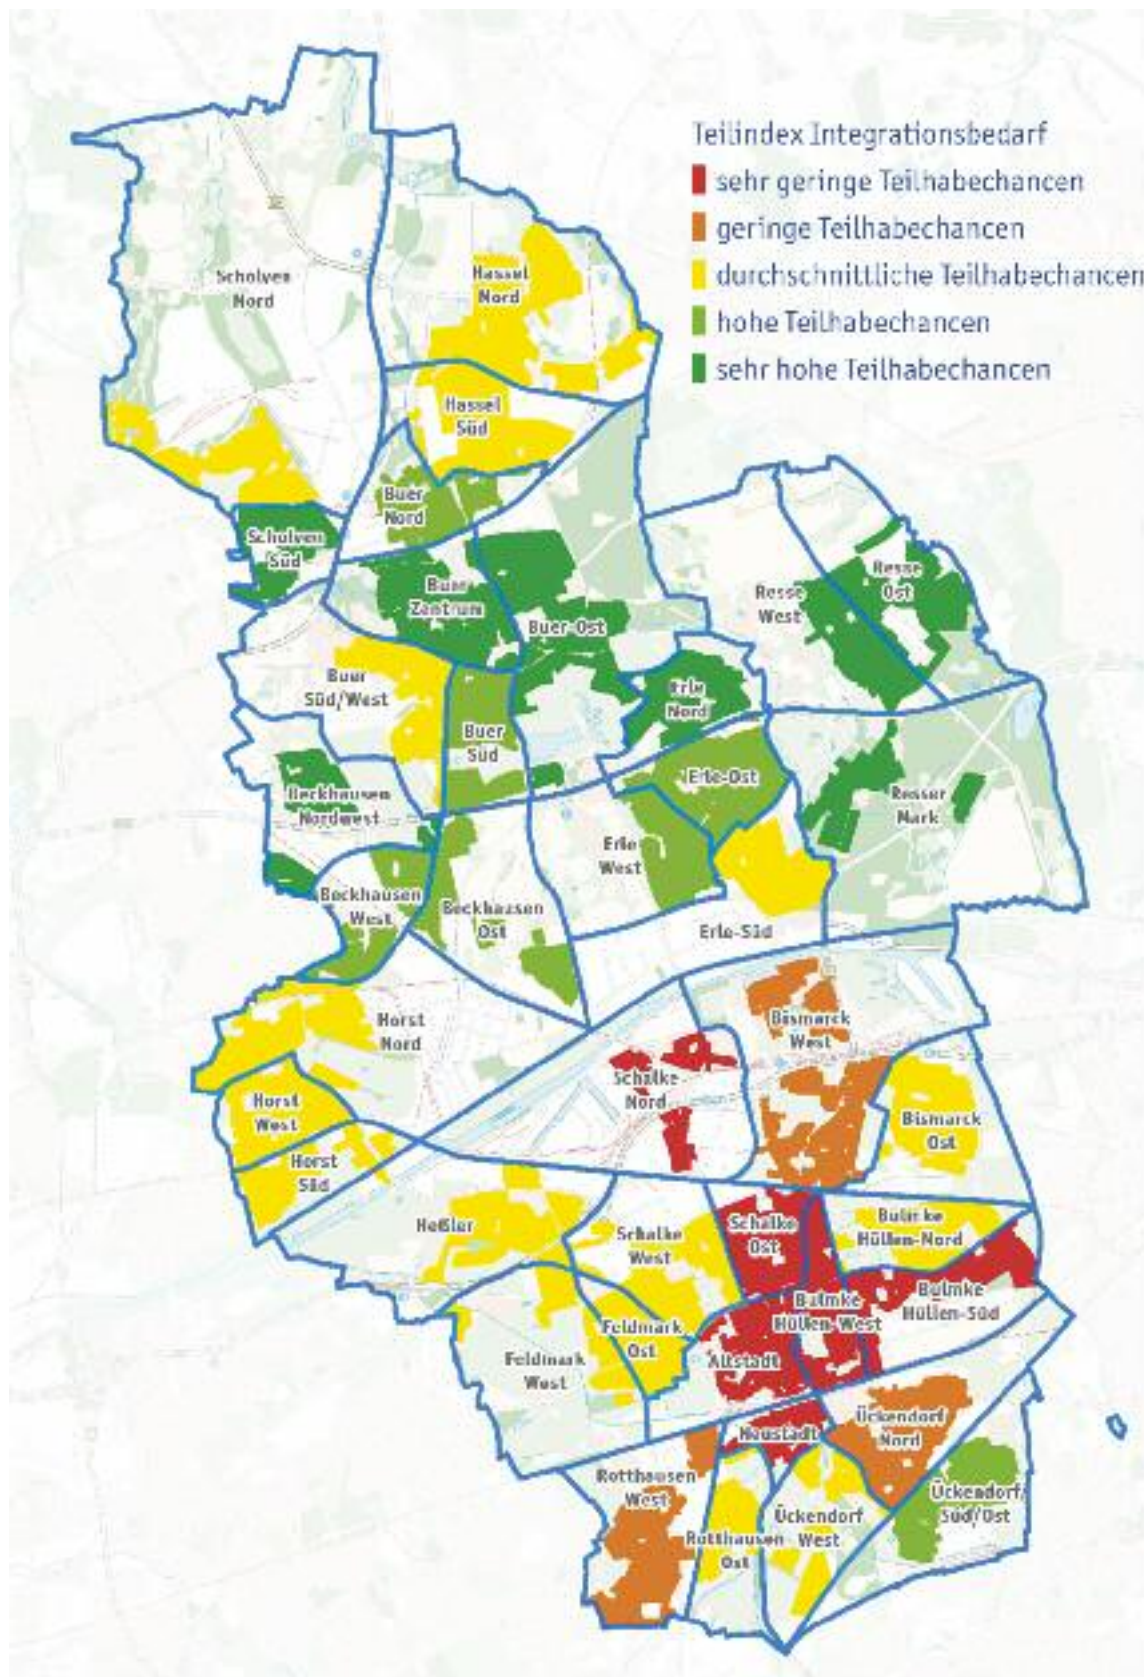 Teilindex Integrationsbedarf
sehr geringe Teilhabechancen
geringe Teilhabechancen
durchschnittliche Teilhabechancen
hohe Teilhabechancen
sehr hohe Teilhabechancen
Scholven
Nord
Hassel
Nord
Hassel
Süd
Buer
Nord
Scholven
Süd
Buer
Zentrum
Buer-Ost
Resse
West
Resse
Ost
Buer
Süd/West
Erle
Nord
Buer
Süd
Erle-Ost
Beckhausen
Nordwest
Resser
Mark
Erle
West
Beckhausen
West
Beckhausen
Ost
Erle-Süd
Horst
Nord
Bismarck
West
Schalke
Nord
Horst
West
Bismarck
Ost
Horst
Süd
Heßler
Schalke
West
Schalke
Ost
Bulmke
Hüllen-Nord
Bulmke
Hüllen-West
Bulmke
Hüllen-Süd
Feldmark
Ost
Feldmark
West
Altstadt
Neustadt
Ückendorf
Nord
Rotthausen
West
Ückendorf
Süd/Ost
Ückendorf
West
Rotthausen
Ost